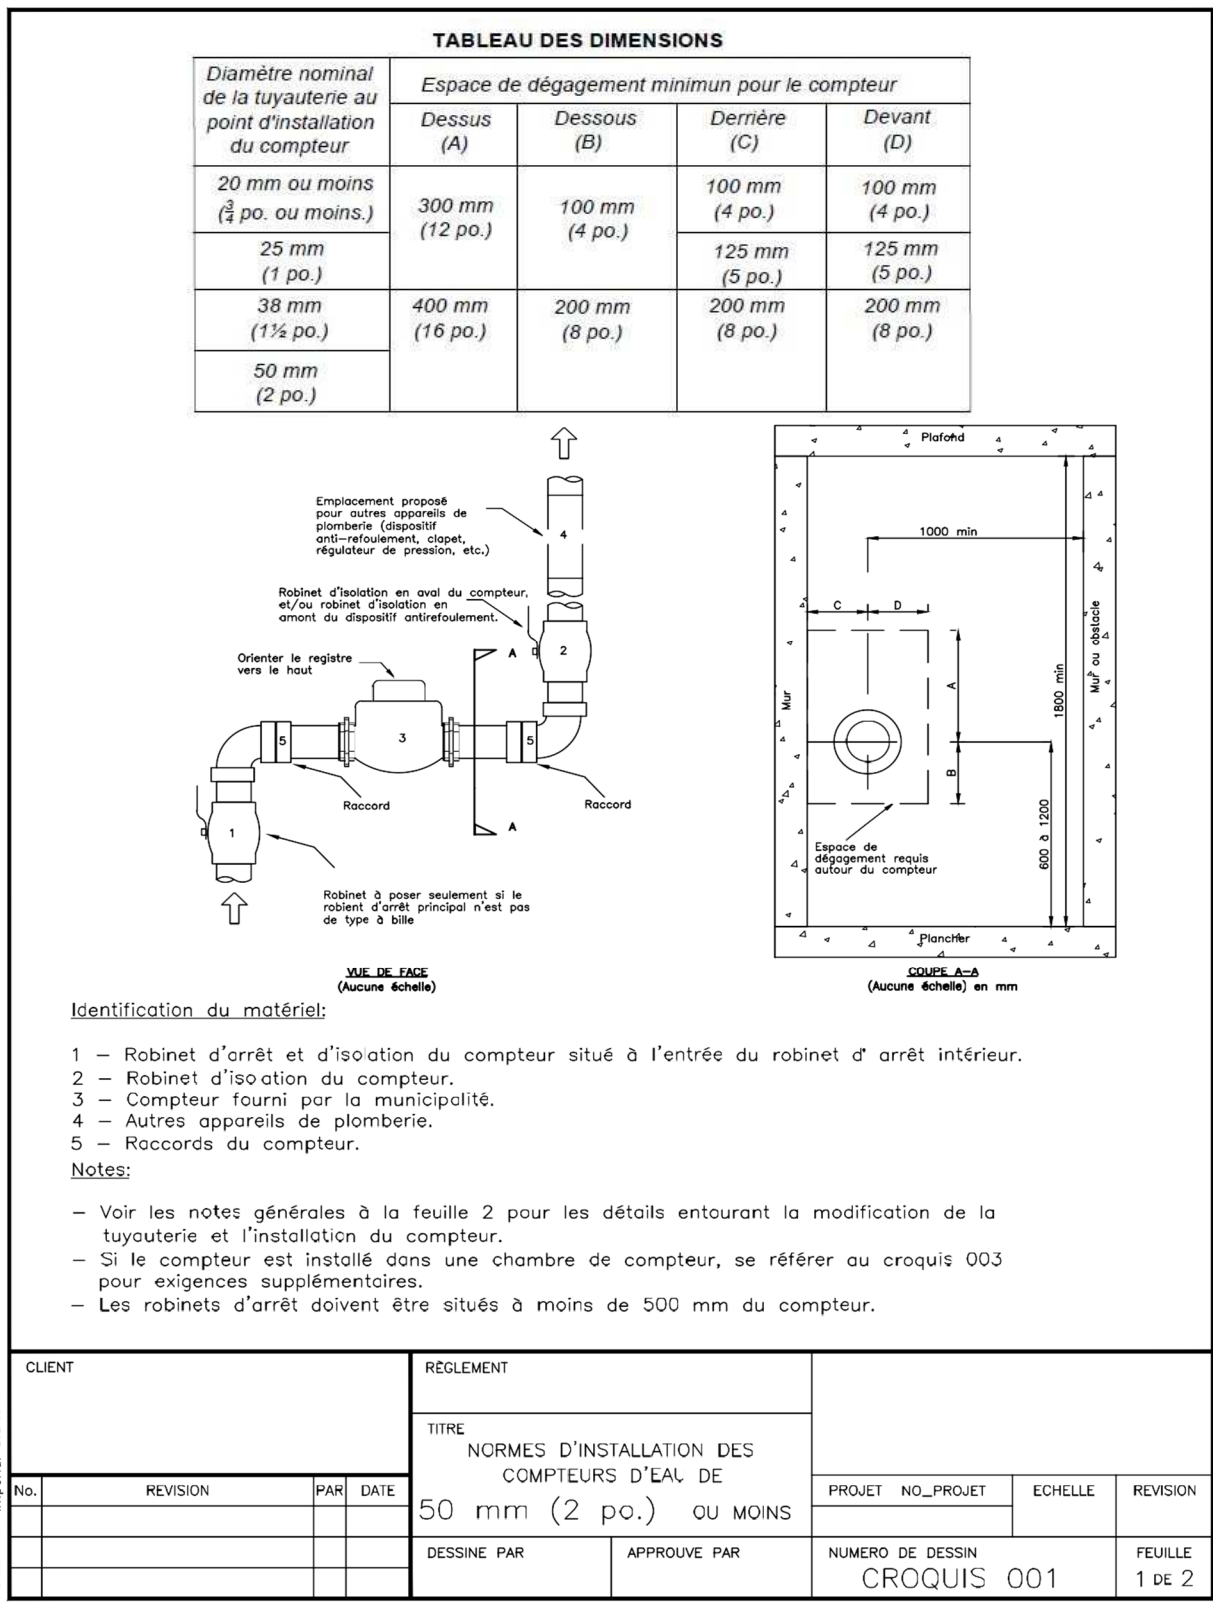 TABLEAU DES DIMENSIONS
Diamètre nominal
de la tuyauterie au
point d'installation
du compteur
Espace de dégagement minimun pour le compteur
Dessus
(A)
Dessous
(B)
Derrière
(C)
Devant
(D)
20 mm ou moins
(3/4 po. ou moins.)
300 mm
(12 po.)
100 mm
(4 po.)
100 mm
(4 po.)
100 mm
(4 po.)
25 mm
(1 po.)
125 mm
(5 po.)
125 mm
(5 po.)
38 mm
(1½ po.)
400 mm
(16 po.)
200 mm
(8 po.)
200 mm
(8 po.)
200 mm
(8 po.)
50 mm
(2 po.)
Emplacement proposé
pour autres appareils de
plomberie (dispositif
anti-refoulement, clapet,
régulateur de pression, etc.)
4
Robinet d'isolation en aval du compteur,
et/ou robinet d'isolation en
amont du dispositif antirefoulement.
A
2
Orienter le registre
vers le haut
5
3
5
Raccord
Raccord
A
1
Robinet à poser seulement si le
robient d'arrêt principal n'est pas
de type à bille
VUE DE FACE
(Aucune échelle)
Plafond
1000 min
C
D
Mur
A
B
1800 min
Mur ou obstacle
600 à 1200
Espace de
dégagement requis
autour du compteur
Plancher
COUPE A-A
(Aucune échelle) en mm
Identification du matériel:
1 – Robinet d'arrêt et d'isolation du compteur situé à l'entrée du robinet d' arrêt intérieur.
2 – Robinet d'iso ation du compteur.
3 – Compteur fourni par la municipalité.
4 – Autres appareils de plomberie.
5 – Raccords du compteur.
Notes:
– Voir les notes générales à la feuille 2 pour les détails entourant la modification de la
tuyauterie et l'installation du compteur.
– Si le compteur est installé dans une chambre de compteur, se référer au croquis 003
pour exigences supplémentaires.
– Les robinets d'arrêt doivent être situés à moins de 500 mm du compteur.
CLIENT
RÈGLEMENT
TITRE
NORMES D'INSTALLATION DES
COMPTEURS D'EAU DE
50 mm (2 po.) OU MOINS
No.
REVISION
PAR
DATE
PROJET NO_PROJET
ECHELLE
REVISION
DESSINE PAR
APPROUVE PAR
NUMERO DE DESSIN
CROQUIS 001
FEUILLE
1 DE 2